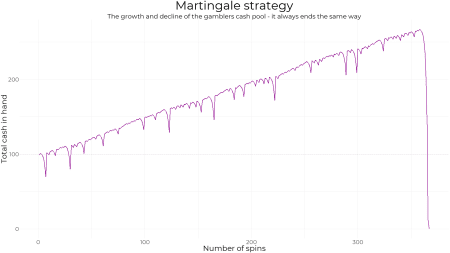 Martingale strategy
The growth and decline of the gamblers cash pool - it always ends the same way
Total cash in hand
200
100
0
0
100
200
300
Number of spins